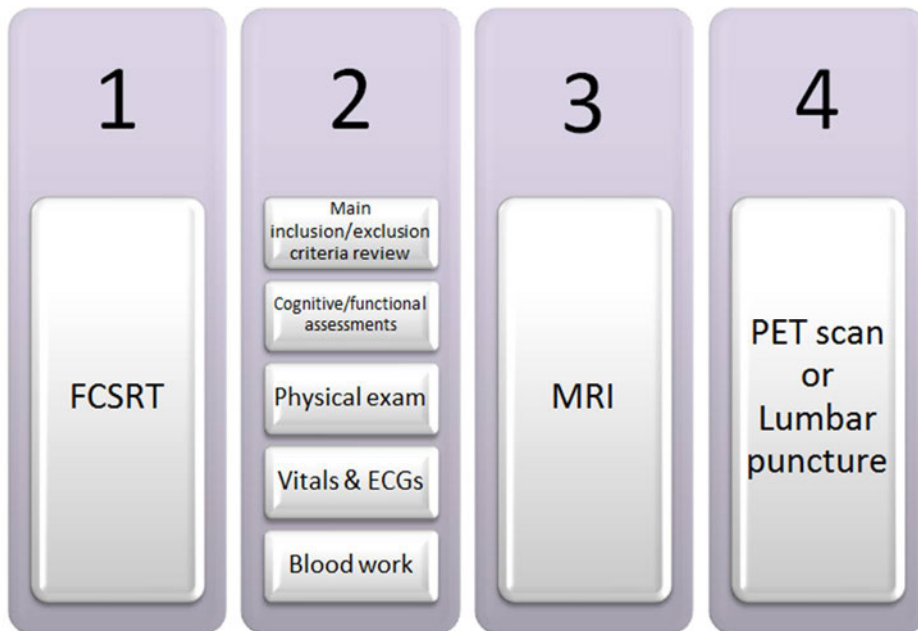 1
FCSRT
2
Main
inclusion/exclusion
criteria review
Cognitive/functional
assessments
Physical exam
Vitals & ECGs
Blood work
3
MRI
4
PET scan
or
Lumbar
puncture